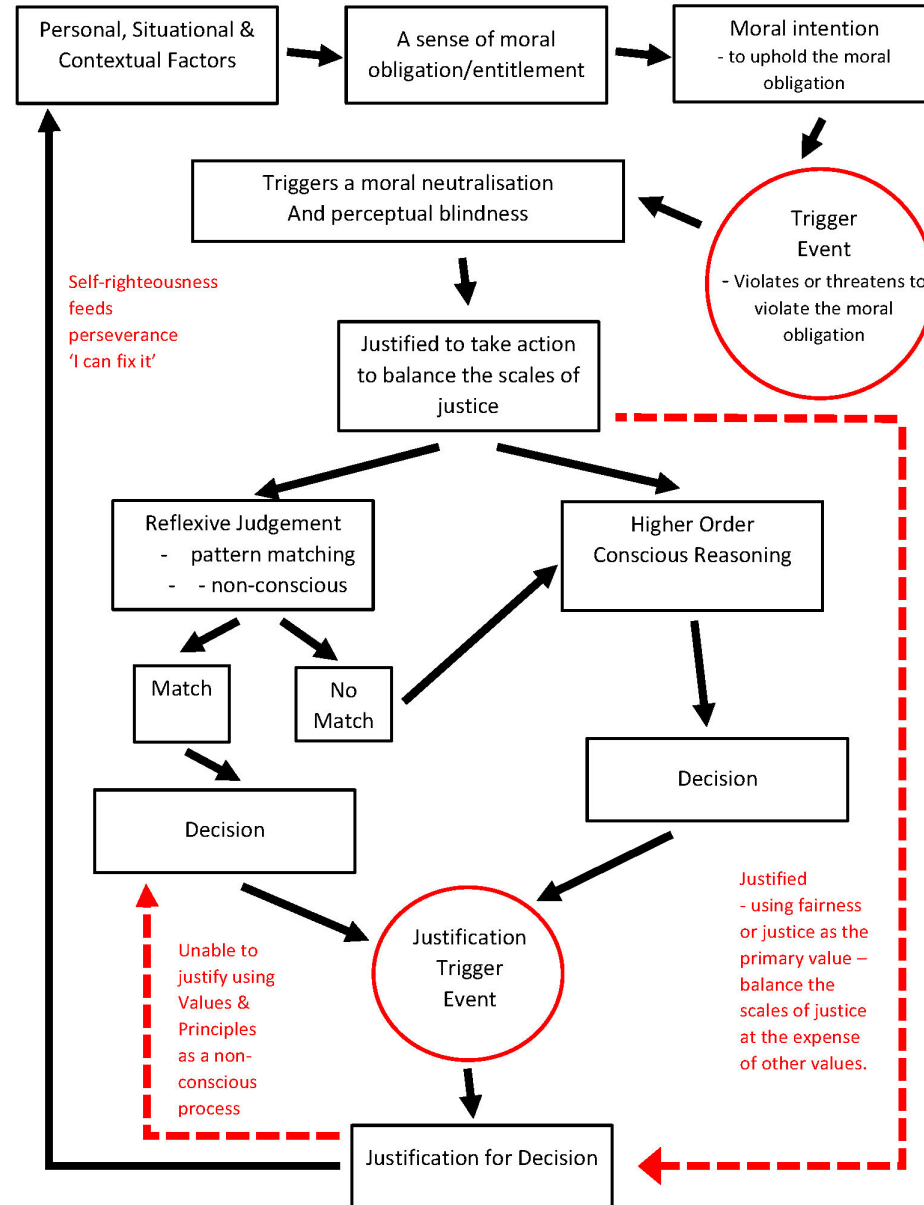 Personal, Situational &
Contextual Factors
A sense of moral
obligation/entitlement
Moral intention
- to uphold the moral
obligation
Triggers a moral neutralisation
And perceptual blindness
Trigger
Event
- Violates or threatens to
violate the moral
obligation
Self-righteousness
feeds
perseverance
‘I can fix it’
Justified to take action
to balance the scales of
justice
Reflexive Judgement
- pattern matching
- - non-conscious
Higher Order
Conscious Reasoning
Match
No
Match
Decision
Decision
Justification
Trigger
Event
Unable to
justify using
Values &
Principles
as a non-
conscious
process
Justified
- using fairness
or justice as the
primary value –
balance the
scales of justice
at the expense
of other values.
Justification for Decision